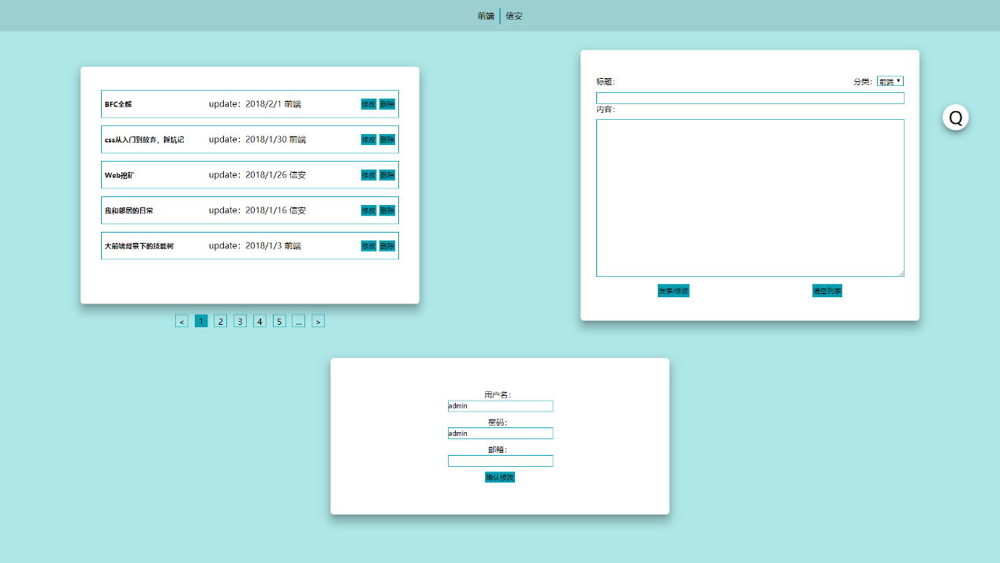 前端 信安
BFC全解 update：2018/2/1 前端 修改 删除
css从入门到放弃，踩坑记 update：2018/1/30 前端 修改 删除
Web挖矿 update：2018/1/26 信安 修改 删除
我和邻居的日常 update：2018/1/16 信安 修改 删除
大前端背景下的技能树 update：2018/1/3 前端 修改 删除
< 1 2 3 4 5 ... >
标题： 分类： 前端
内容：
发表/修改 清空列表
Q
用户名：
admin
密码：
admin
邮箱：
确认修改